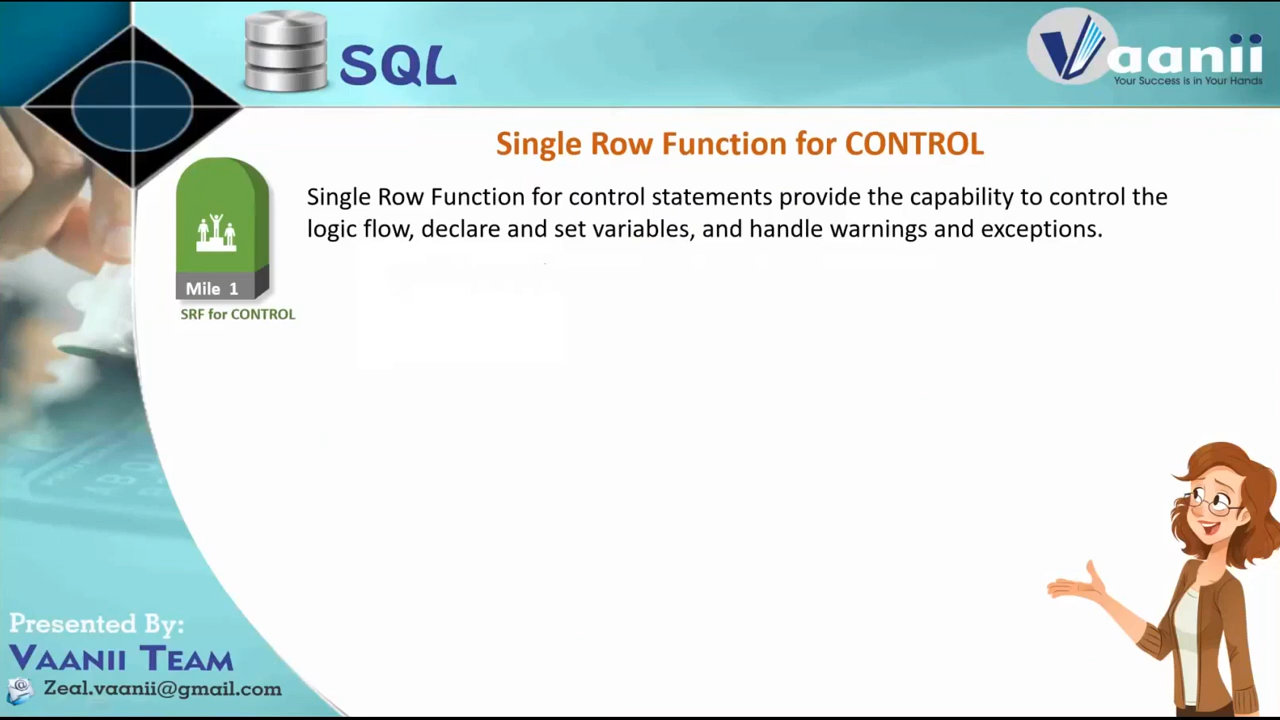 SQL
Vaanii
Your Success is in Your Hands
Single Row Function for CONTROL
Single Row Function for control statements provide the capability to control the
logic flow, declare and set variables, and handle warnings and exceptions.
Mile 1
SRF for CONTROL
Presented By:
VAANII TEAM
Zeal.vaanii@gmail.com